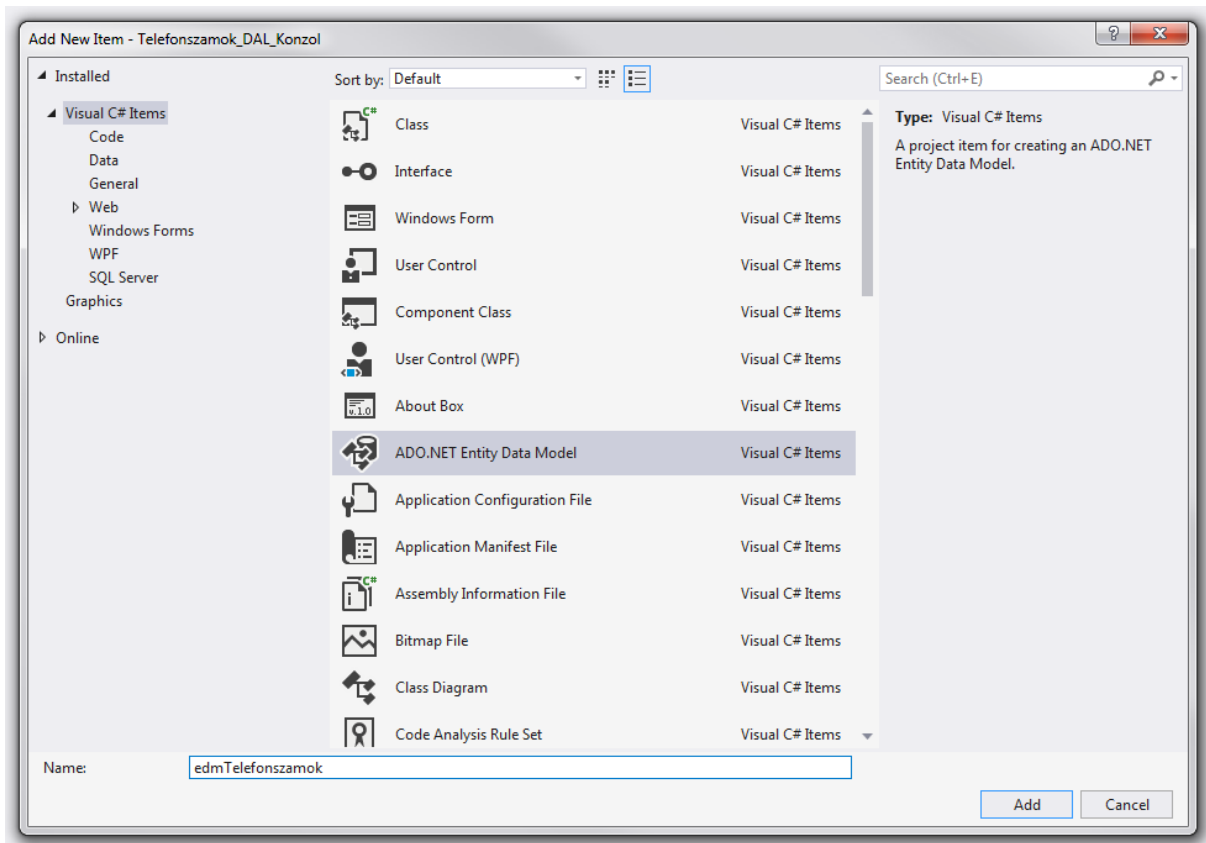 Add New Item - Telefonszamok_DAL_Konzol
Installed
Visual C# Items
Code
Data
General
Web
Windows Forms
WPF
SQL Server
Graphics
Online
Sort by: Default
Class Visual C# Items
Interface Visual C# Items
Windows Form Visual C# Items
User Control Visual C# Items
Component Class Visual C# Items
User Control (WPF) Visual C# Items
About Box Visual C# Items
ADO.NET Entity Data Model Visual C# Items
Application Configuration File Visual C# Items
Application Manifest File Visual C# Items
Assembly Information File Visual C# Items
Bitmap File Visual C# Items
Class Diagram Visual C# Items
Code Analysis Rule Set Visual C# Items
Search (Ctrl+E)
Type: Visual C# Items
A project item for creating an ADO.NET
Entity Data Model.
Name: edmTelefonszamok
Add Cancel